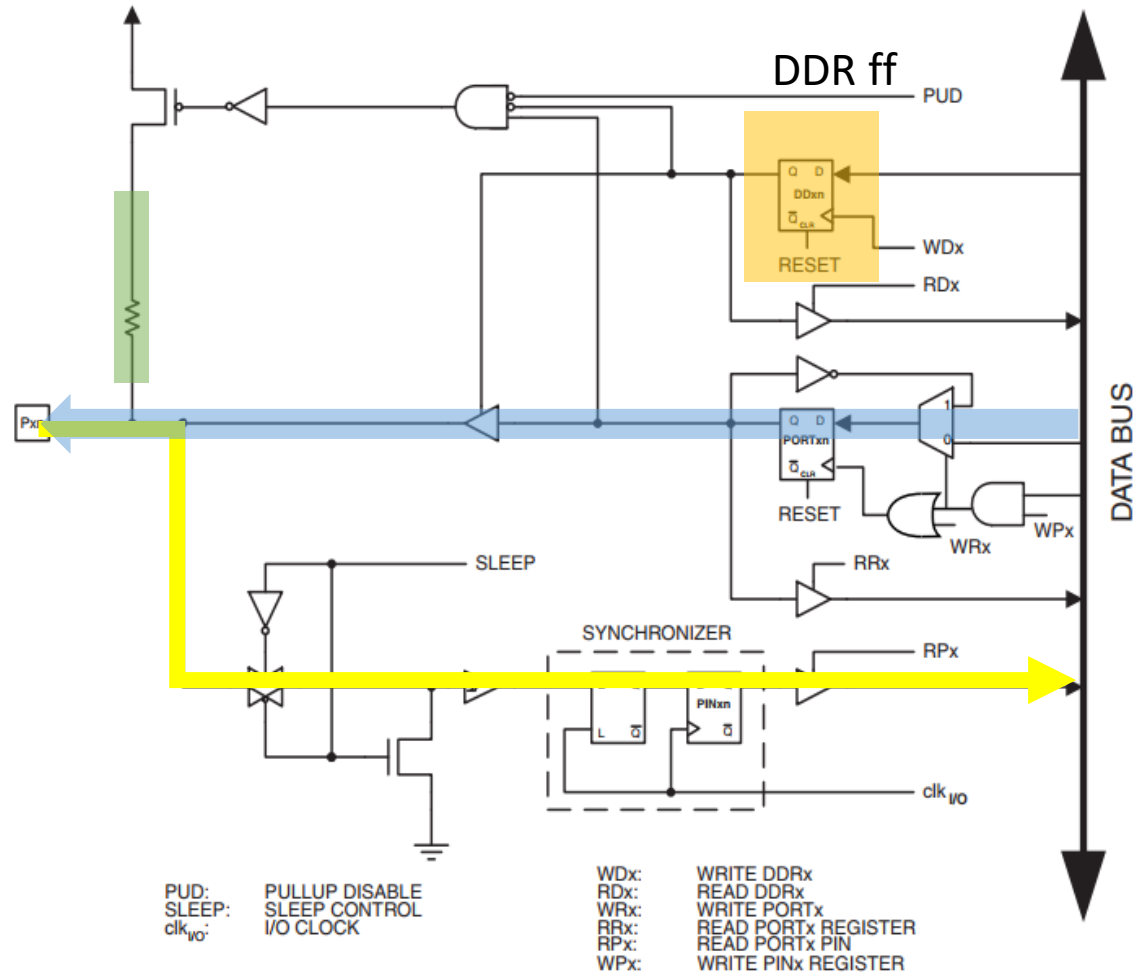 DDR ff
PUD
Q D
DDxn
Q CLR
WDx
RESET
RDx
1
Pxn
Q D
PORTxn
0
Q CLR
RESET
WRx
WPx
DATA BUS
SLEEP
RRx
SYNCHRONIZER
RPx
PINxn
L Q
Q
clk I/O
PUD: PULLUP DISABLE
SLEEP: SLEEP CONTROL
clkI/O: I/O CLOCK
WDx: WRITE DDRx
RDx: READ DDRx
WRx: WRITE PORTx
RRx: READ PORTx REGISTER
RPx: READ PORTx PIN
WPx: WRITE PINx REGISTER